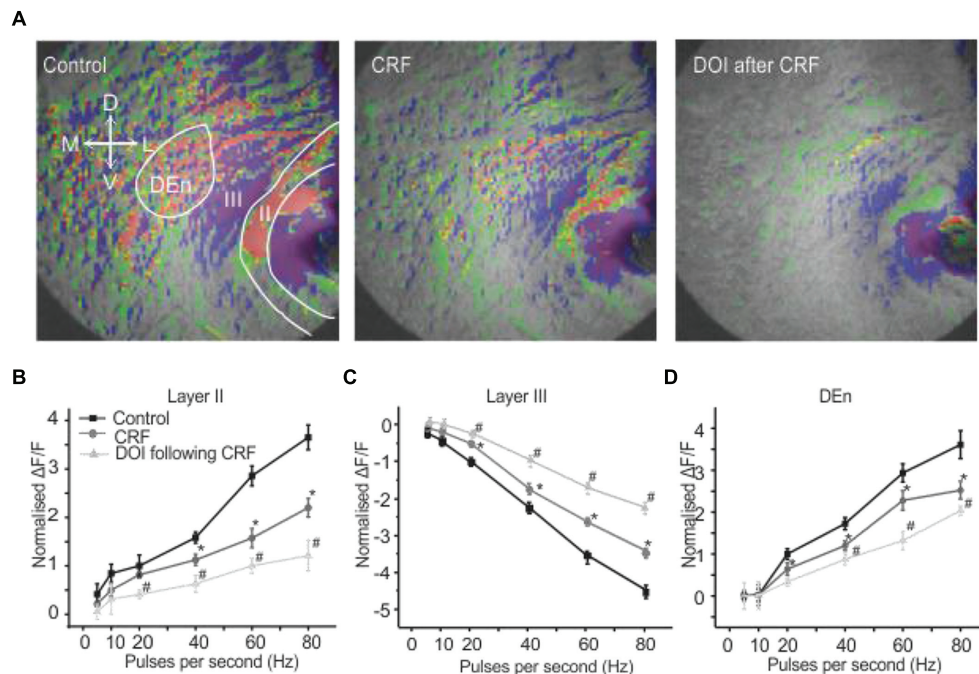 A
Control
CRF
DOI after CRF
D
M L
V
DEn
III
II
B
C
D
Layer II
Layer III
DEn
Control
CRF
DOI following CRF
Normalised ΔF/F
4
3
2
1
0
0 10 20 40 60 80
Pulses per second (Hz)
* * *
# # # #
Normalised ΔF/F
0
-1
-2
-3
-4
-5
0 10 20 40 60 80
Pulses per second (Hz)
# # # #
* * * *
Normalised ΔF/F
4
3
2
1
0
0 10 20 40 60 80
Pulses per second (Hz)
* * * *
# # #